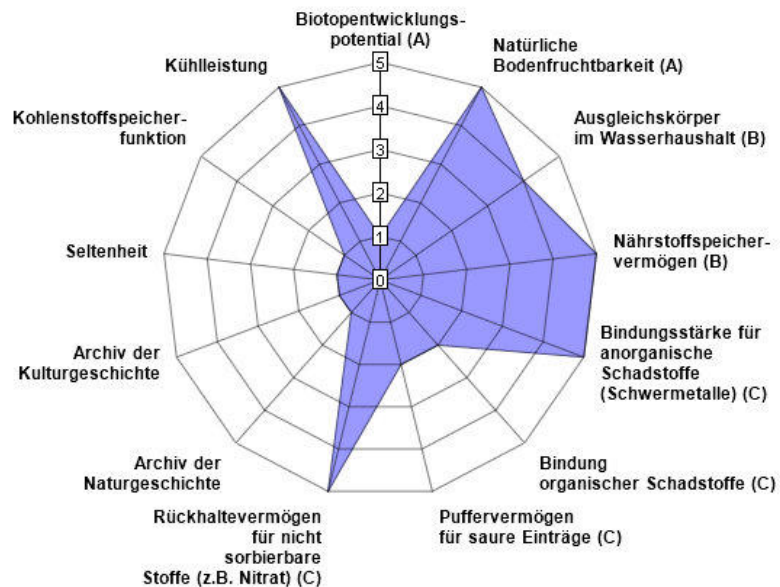 Biotopentwicklungs-
potential (A)
Natürliche
Bodenfruchtbarkeit (A)
Ausgleichskörper
im Wasserhaushalt (B)
Nährstoffspeicher-
vermögen (B)
Bindungsstärke für
anorganische
Schadstoffe
(Schwermetalle) (C)
Bindung
organischer Schadstoffe (C)
Puffervermögen
für saure Einträge (C)
Rückhaltevermögen
für nicht
sorbierbare
Stoffe (z.B. Nitrat) (C)
Archiv der
Naturgeschichte
Archiv der
Kulturgeschichte
Seltenheit
Kohlenstoffspeicher-
funktion
Kühlleistung
5
4
3
2
1
0